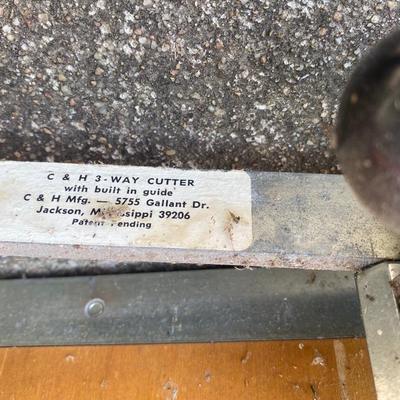 C & H 3-WAY CUTTER
with built in guide
C & H Mfg. — 5755 Gallant Dr.
Jackson, Mississippi 39206
Patent Pending